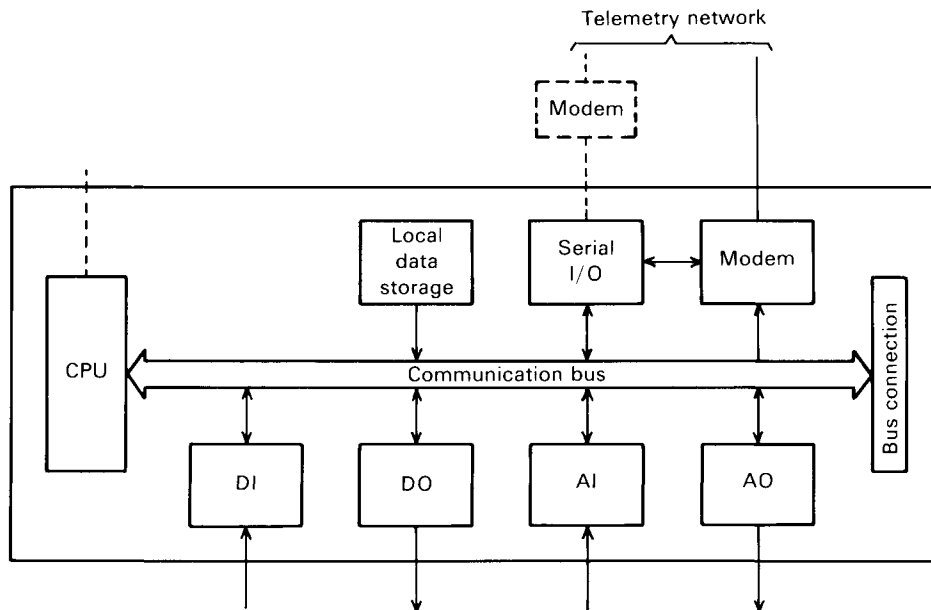 Telemetry network
Modem
Local
data
storage
Serial
I/O
Modem
CPU
Communication bus
Bus connection
DI
DO
AI
AO